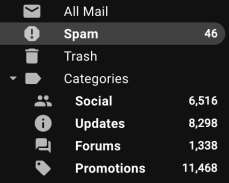 All Mail
Spam 46
Trash
Categories
Social 6,516
Updates 8,298
Forums 1,338
Promotions 11,468